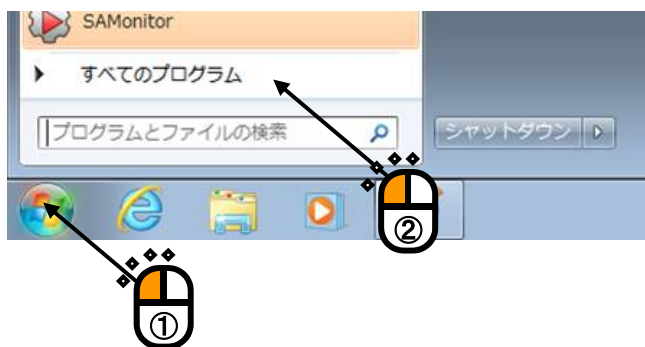 SAMonitor
すべてのプログラム
プログラムとファイルの検索
シャットダウン
②
①